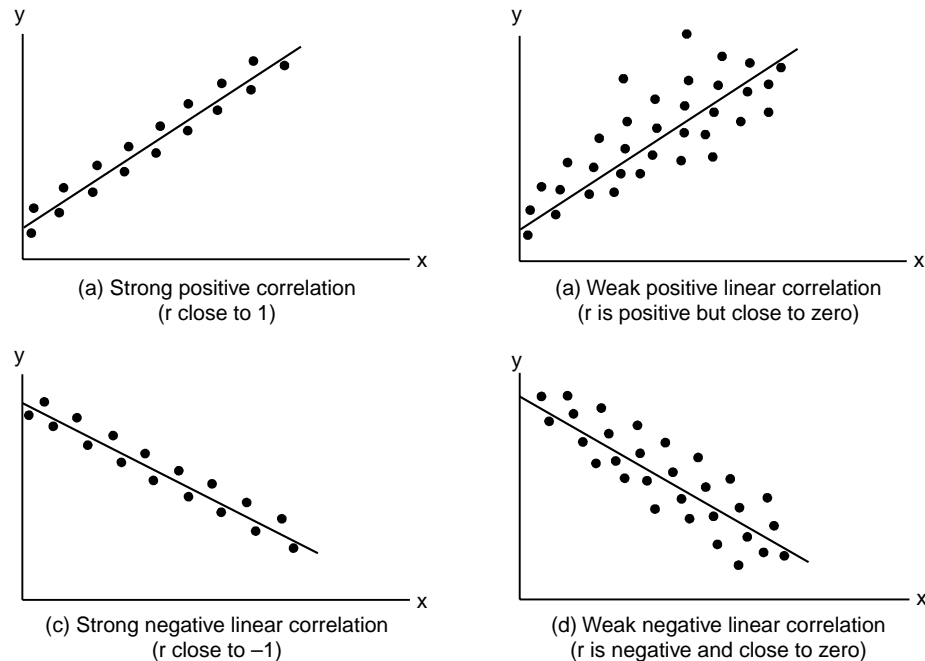 y
x
(a) Strong positive correlation
(r close to 1)
y
x
(a) Weak positive linear correlation
(r is positive but close to zero)
y
x
(c) Strong negative linear correlation
(r close to –1)
y
x
(d) Weak negative linear correlation
(r is negative and close to zero)